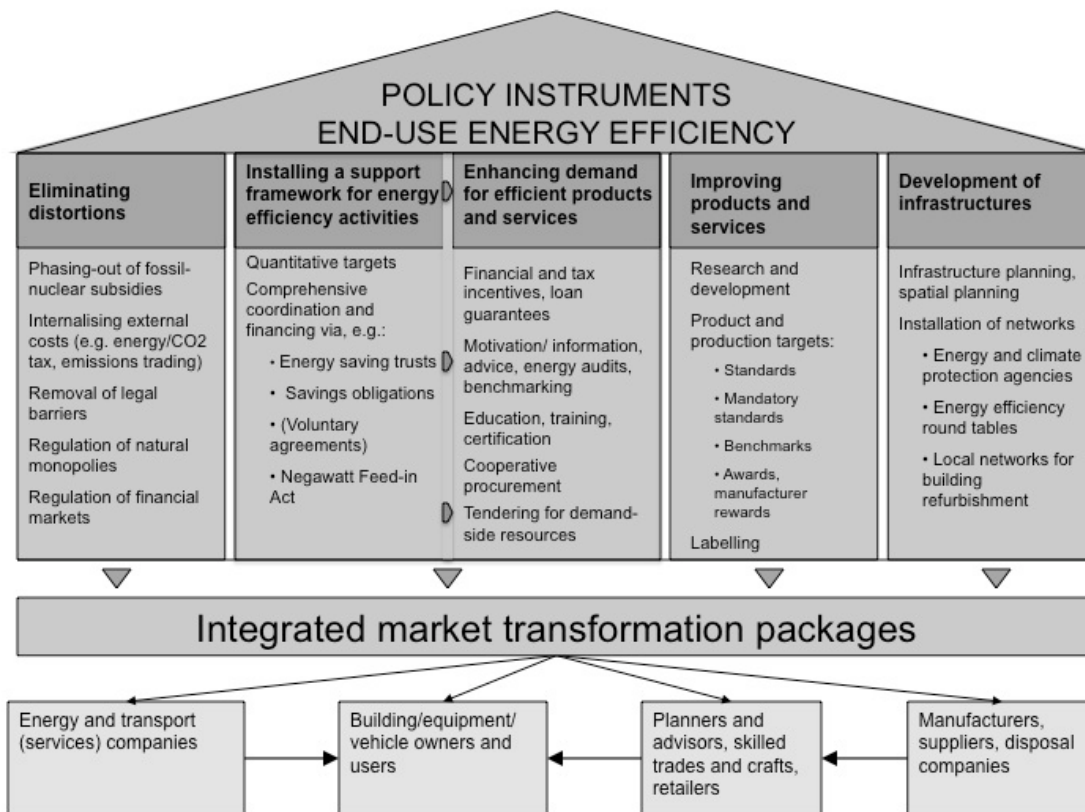 POLICY INSTRUMENTS
END-USE ENERGY EFFICIENCY
Eliminating
distortions
Phasing-out of fossil-
nuclear subsidies
Internalising external
costs (e.g. energy/CO2
tax, emissions trading)
Removal of legal
barriers
Regulation of natural
monopolies
Regulation of financial
markets
Installing a support
framework for energy
efficiency activities
Quantitative targets
Comprehensive
coordination and
financing via, e.g.:
• Energy saving trusts
• Savings obligations
• (Voluntary
agreements)
• Negawatt Feed-in
Act
Enhancing demand
for efficient products
and services
Financial and tax
incentives, loan
guarantees
Motivation/ information,
advice, energy audits,
benchmarking
Education, training,
certification
Cooperative
procurement
Tendering for demand-
side resources
Improving
products and
services
Research and
development
Product and
production targets:
• Standards
• Mandatory
standards
• Benchmarks
• Awards,
manufacturer
rewards
Labelling
Development of
infrastructures
Infrastructure planning,
spatial planning
Installation of networks
• Energy and climate
protection agencies
• Energy efficiency
round tables
• Local networks for
building
refurbishment
Integrated market transformation packages
Energy and transport
(services) companies
Building/equipment/
vehicle owners and
users
Planners and
advisors, skilled
trades and crafts,
retailers
Manufacturers,
suppliers, disposal
companies